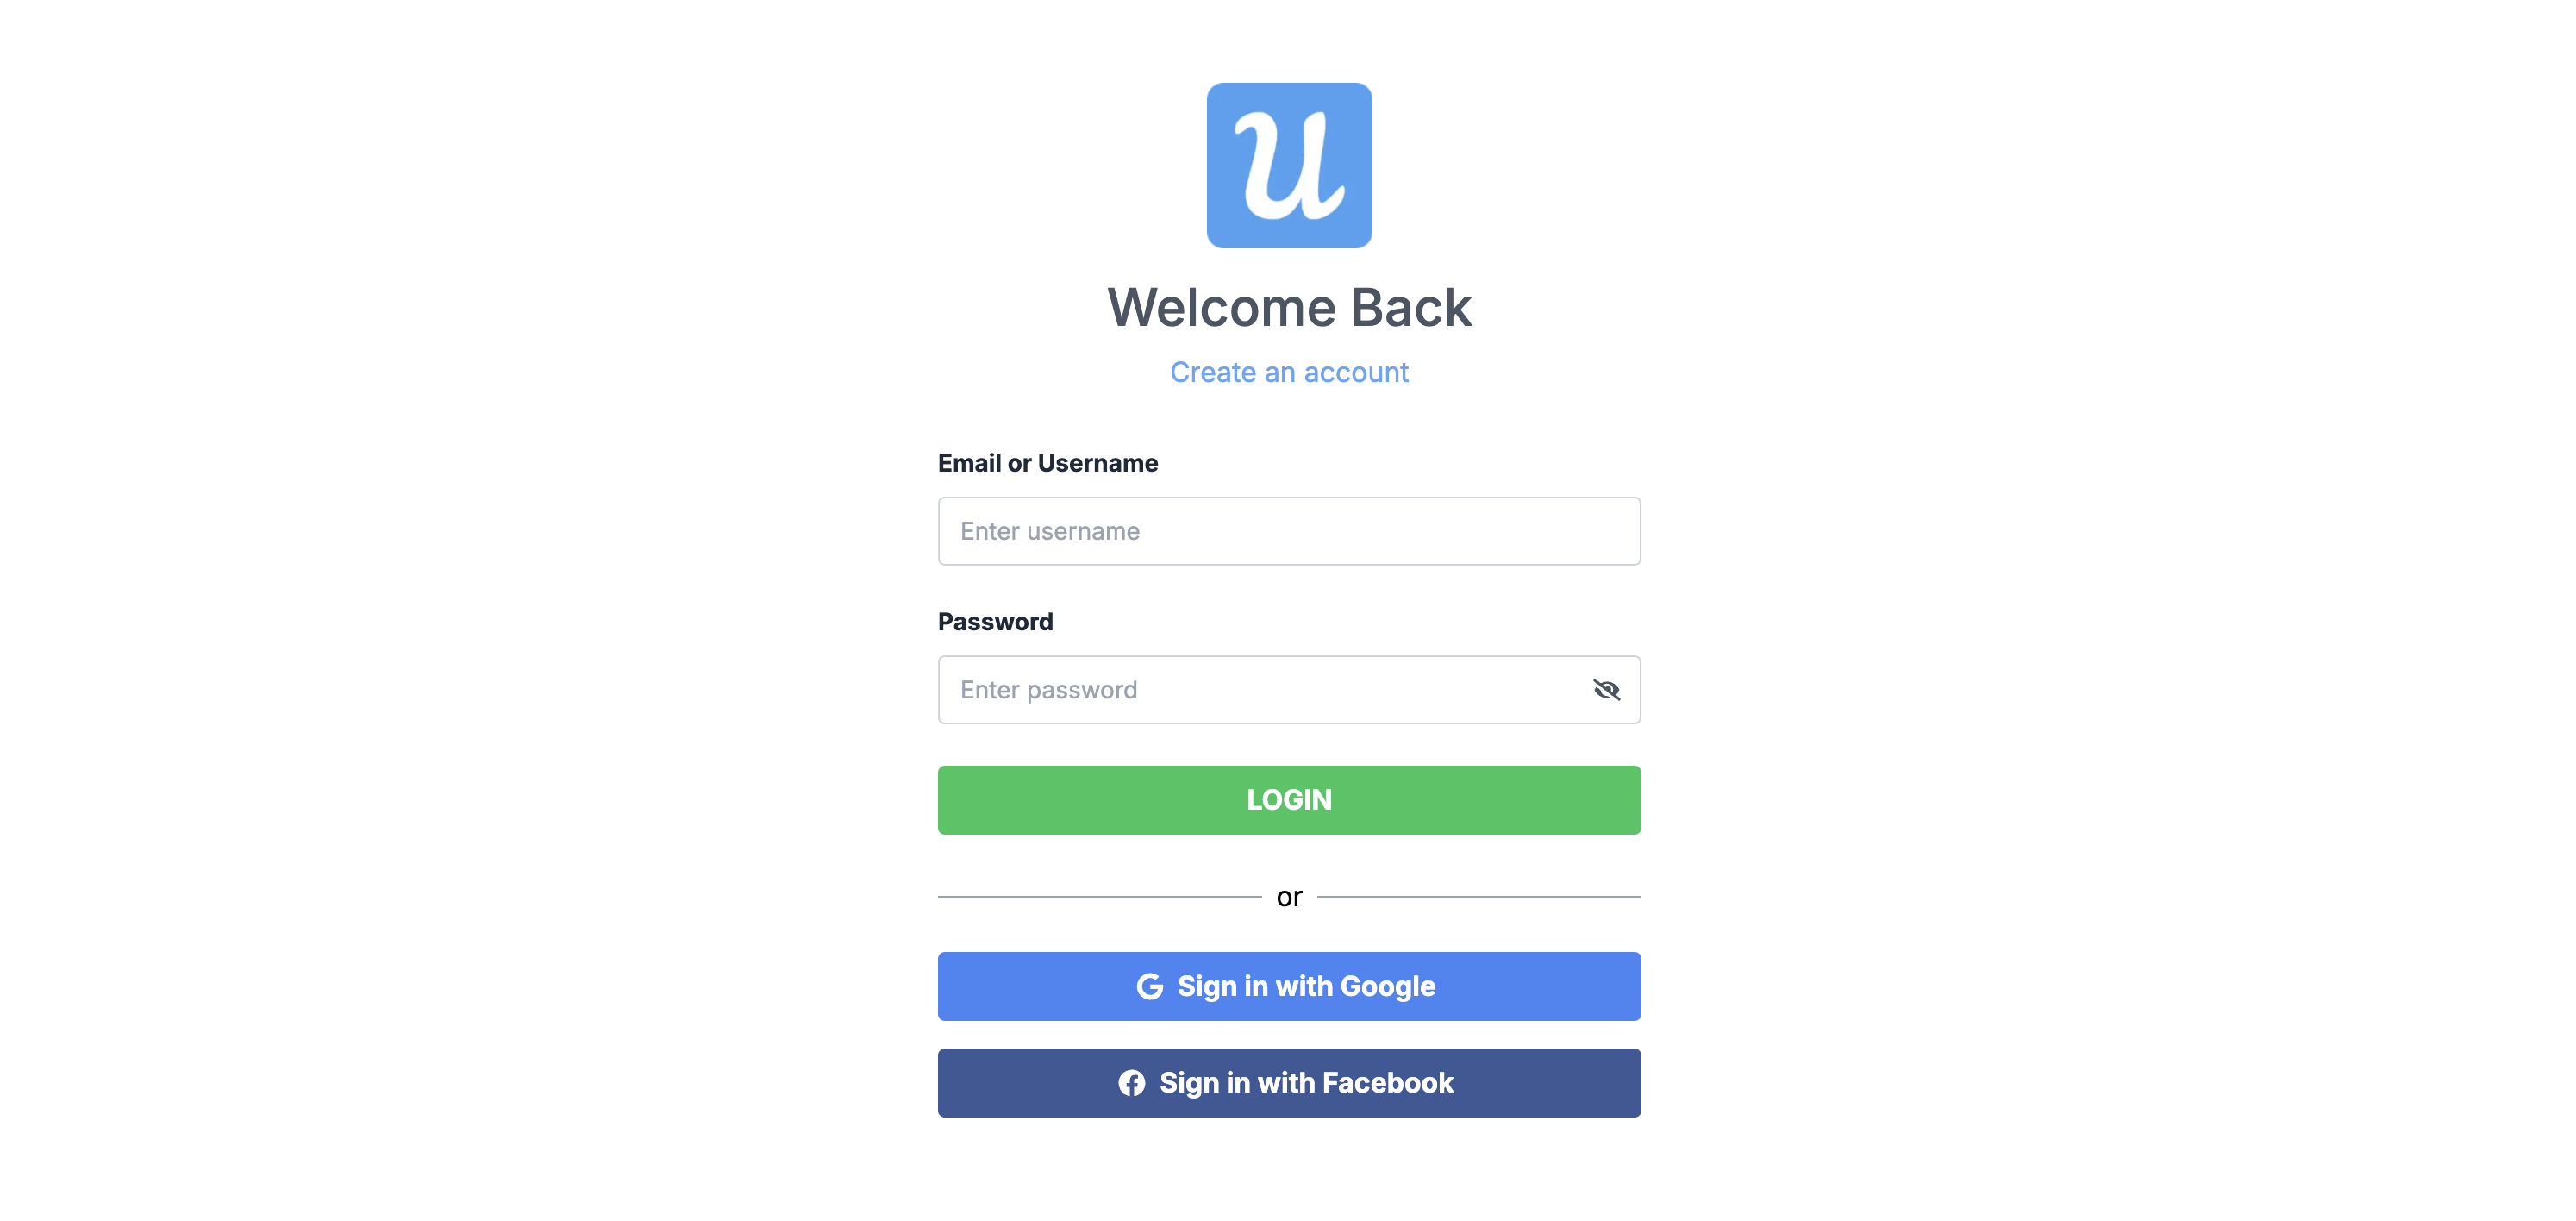 U
Welcome Back
Create an account
Email or Username
Enter username
Password
Enter password
LOGIN
or
Sign in with Google
Sign in with Facebook